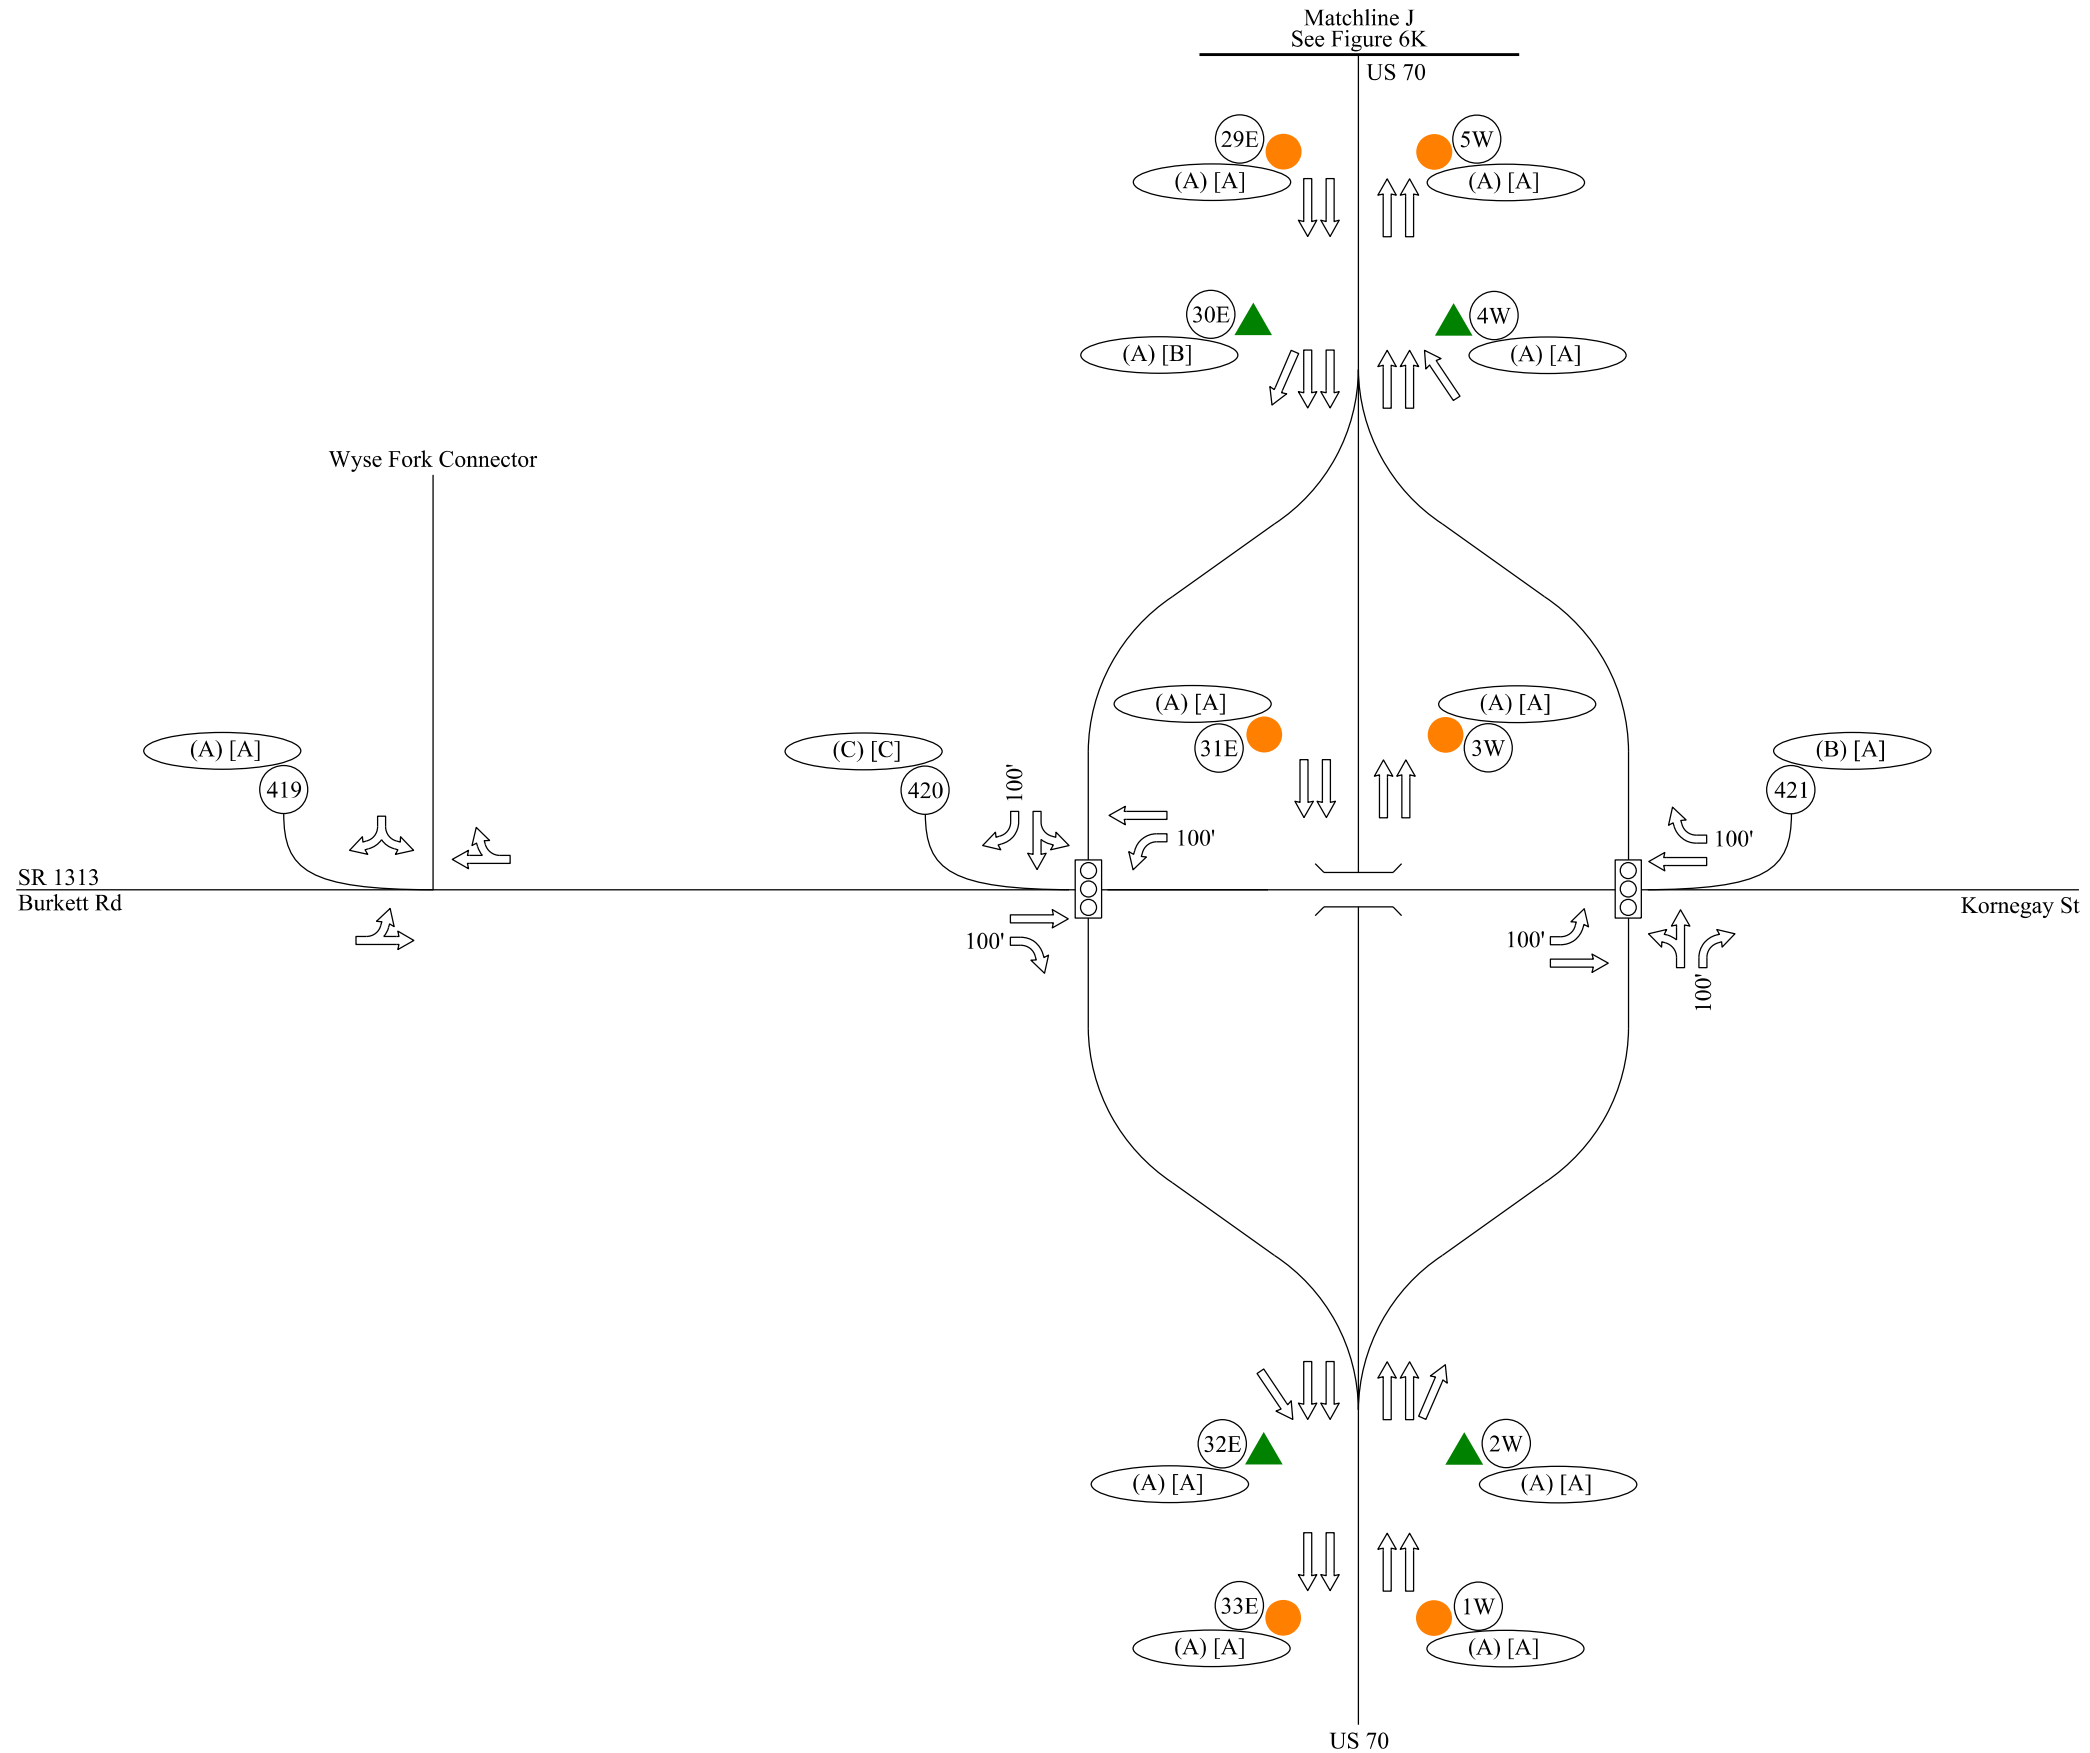 Matchline J
See Figure 6K
US 70
29E
5W
(A) [A]
(A) [A]
30E
4W
(A) [B]
(A) [A]
Wyse Fork Connector
(A) [A]
(A) [A]
31E
3W
(A) [A]
419
(C) [C]
420
(B) [A]
421
100'
100'
100'
SR 1313
Burkett Rd
Kornegay St
100'
100'
100'
32E
2W
(A) [A]
(A) [A]
33E
1W
(A) [A]
(A) [A]
US 70